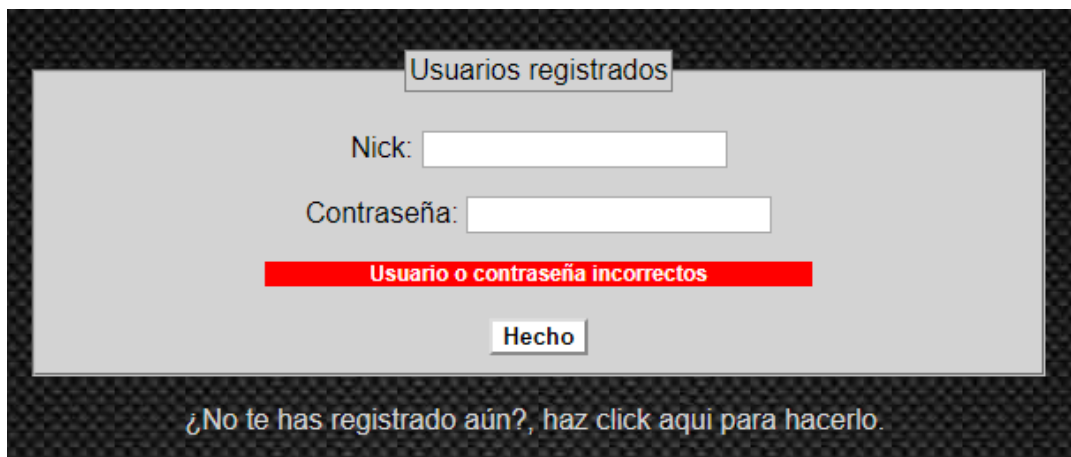 Usuarios registrados
Nick:
Contraseña:
Usuario o contraseña incorrectos
Hecho
¿No te has registrado aún?, haz click aqui para hacerlo.